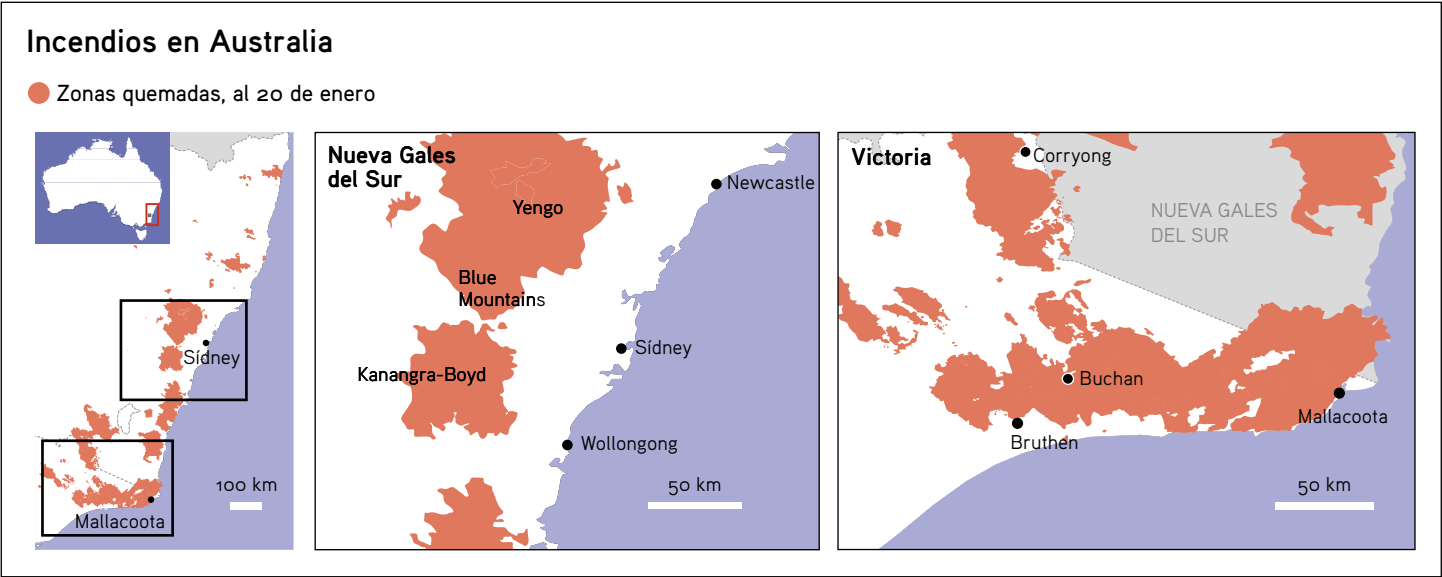 Incendios en Australia
Zonas quemadas, al 20 de enero
Sídney
100 km
Mallacoota
Nueva Gales
del Sur
Newcastle
Yengo
Blue
Mountains
Sídney
Kanangra-Boyd
Wollongong
50 km
Victoria
Corryong
NUEVA GALES
DEL SUR
Buchan
Mallacoota
Bruthen
50 km